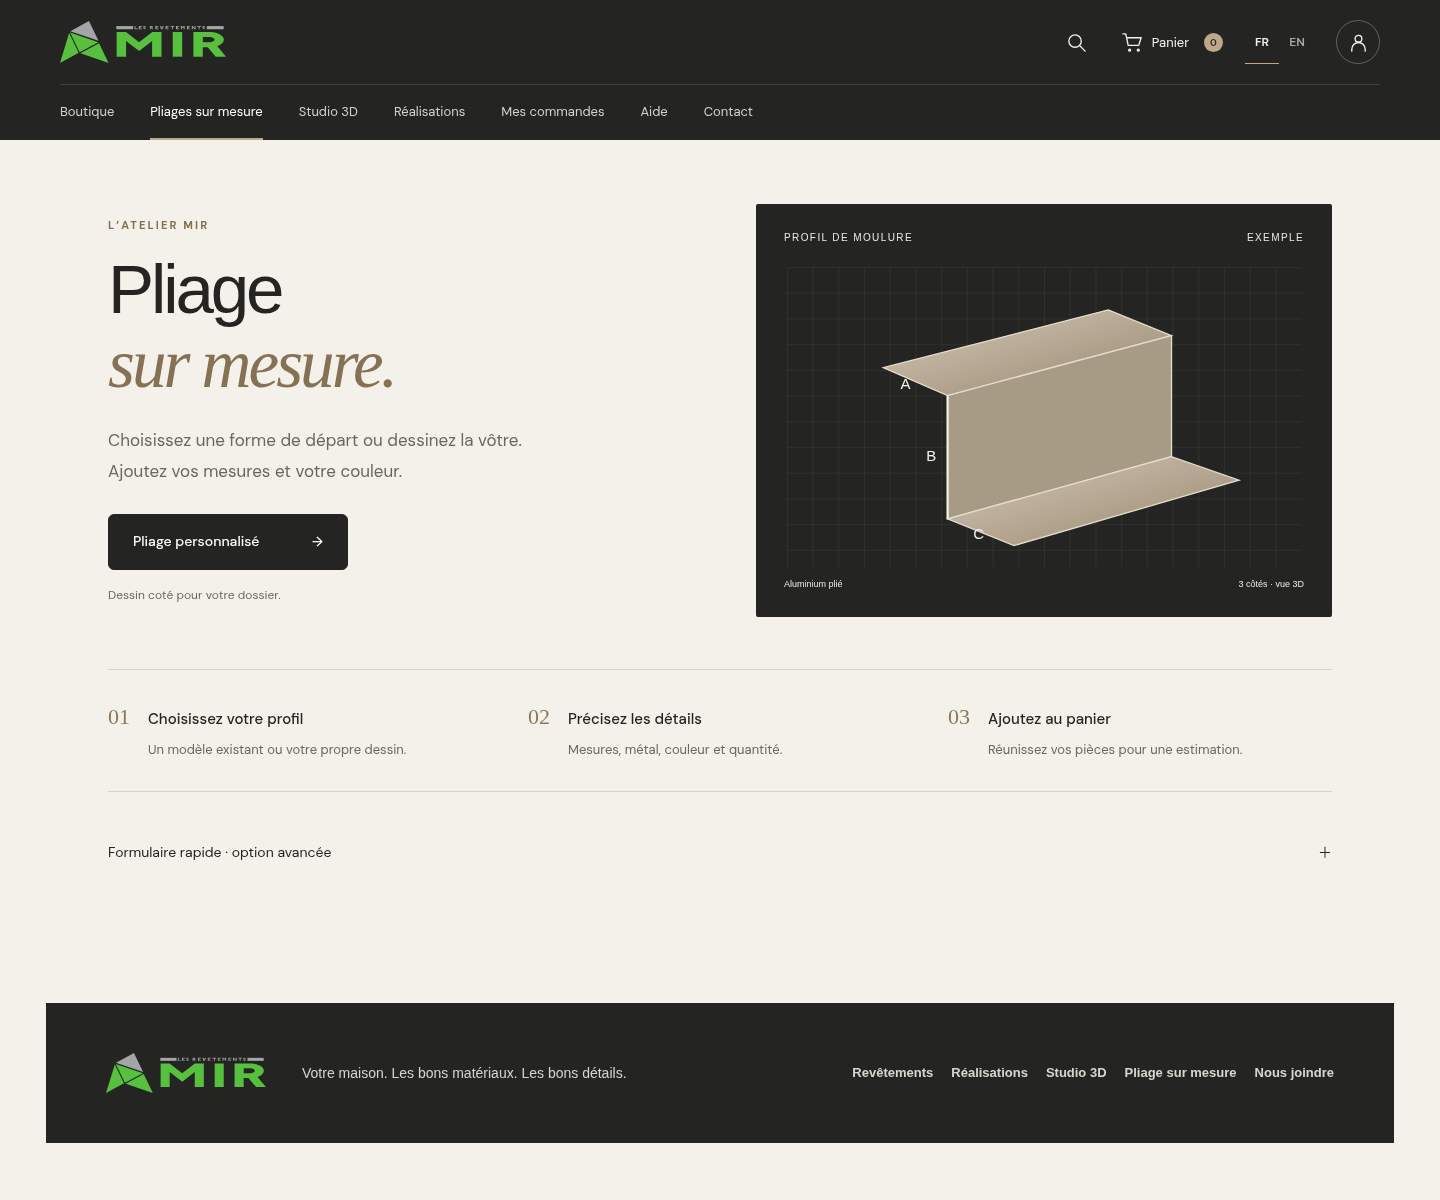 LES REVÊTEMENTS
MIR
Panier 0 FR EN
Boutique Pliages sur mesure Studio 3D Réalisations Mes commandes Aide Contact
L'ATELIER MIR
Pliage
sur mesure.
Choisissez une forme de départ ou dessinez la vôtre.
Ajoutez vos mesures et votre couleur.
Pliage personnalisé →
Dessin coté pour votre dossier.
PROFIL DE MOULURE EXEMPLE
A
B
C
Aluminium plié 3 côtés · vue 3D
01 Choisissez votre profil
Un modèle existant ou votre propre dessin.
02 Précisez les détails
Mesures, métal, couleur et quantité.
03 Ajoutez au panier
Réunissez vos pièces pour une estimation.
Formulaire rapide · option avancée +
LES REVÊTEMENTS
MIR
Votre maison. Les bons matériaux. Les bons détails.
Revêtements Réalisations Studio 3D Pliage sur mesure Nous joindre